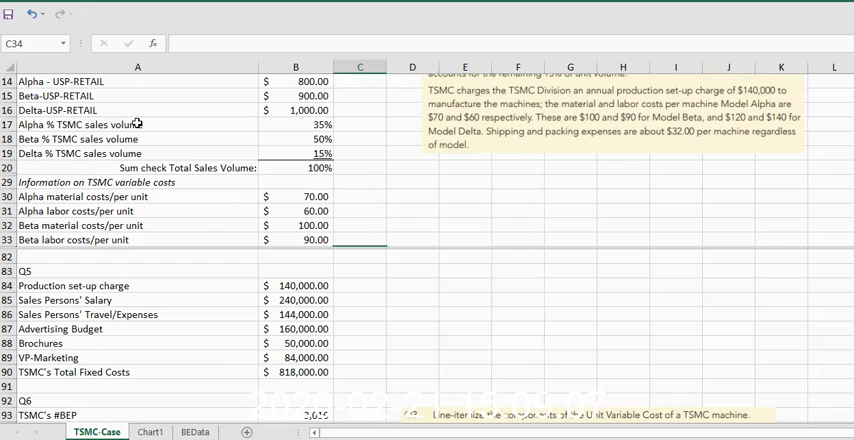 C34
fx
A B C D E F G H I J K L
14 Alpha - USP-RETAIL $ 800.00
15 Beta-USP-RETAIL $ 900.00
16 Delta-USP-RETAIL $ 1,000.00
17 Alpha % TSMC sales volume 35%
18 Beta % TSMC sales volume 50%
19 Delta % TSMC sales volume 15%
20 Sum check Total Sales Volume: 100%
29 Information on TSMC variable costs
30 Alpha material costs/per unit $ 70.00
31 Alpha labor costs/per unit $ 60.00
32 Beta material costs/per unit $ 100.00
33 Beta labor costs/per unit $ 90.00
82
83 Q5
84 Production set-up charge $ 140,000.00
85 Sales Persons' Salary $ 240,000.00
86 Sales Persons' Travel/Expenses $ 144,000.00
87 Advertising Budget $ 160,000.00
88 Brochures $ 50,000.00
89 VP-Marketing $ 84,000.00
90 TSMC's Total Fixed Costs $ 818,000.00
91
92 Q6
93 TSMC's #BEP
accounts for the remaining 15% of unit volume.
TSMC charges the TSMC Division an annual production set-up charge of $140,000 to
manufacture the machines; the material and labor costs per machine Model Alpha are
$70 and $60 respectively. These are $100 and $90 for Model Beta, and $120 and $140 for
Model Delta. Shipping and packing expenses are about $32.00 per machine regardless
of model.
Line-itemize the components of the Unit Variable Cost of a TSMC machine.
TSMC-Case Chart1 BEData